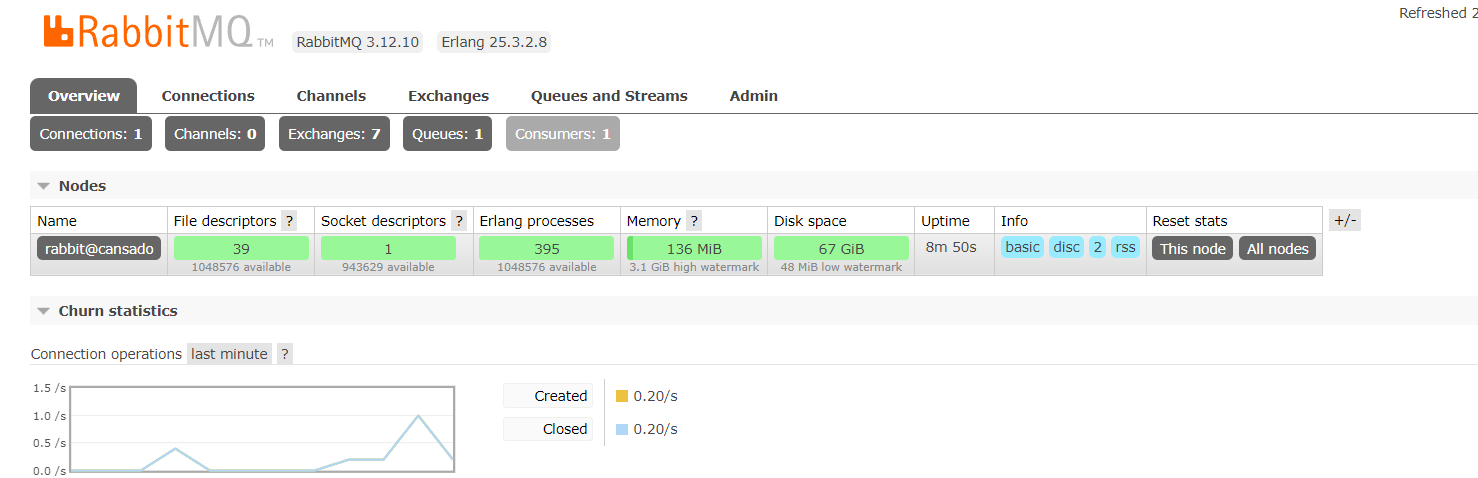 Refreshed 2
RabbitMQ TM RabbitMQ 3.12.10 Erlang 25.3.2.8
Overview Connections Channels Exchanges Queues and Streams Admin
Connections: 1 Channels: 0 Exchanges: 7 Queues: 1 Consumers: 1
Nodes
Name File descriptors ? Socket descriptors ? Erlang processes Memory ? Disk space Uptime Info Reset stats +/-
rabbit@cansado 39 1 395 136 MiB 67 GiB 8m 50s basic disc 2 rss This node All nodes
1048576 available 943629 available 1048576 available 3.1 GiB high watermark 48 MiB low watermark
Churn statistics
Connection operations last minute ?
1.5 /s
Created 0.20/s
1.0 /s
Closed 0.20/s
0.5 /s
0.0 /s